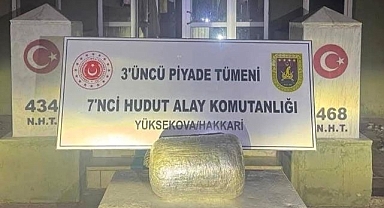 3'ÜNCÜ PİYADE TÜMENİ
7'NCİ HUDUT ALAY KOMUTANLIĞI
YÜKSEKOVA/HAKKARİ
434
N.H.T.
468
N.H.T.